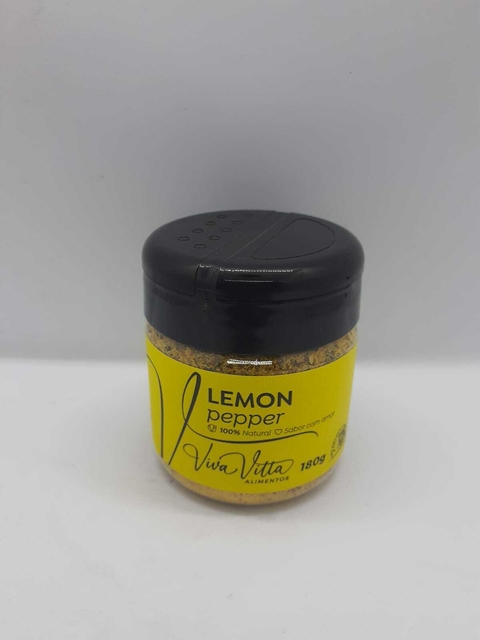 LEMON
pepper
100% Natural Sabor com amor
Viva Vitta
ALIMENTOS
180g